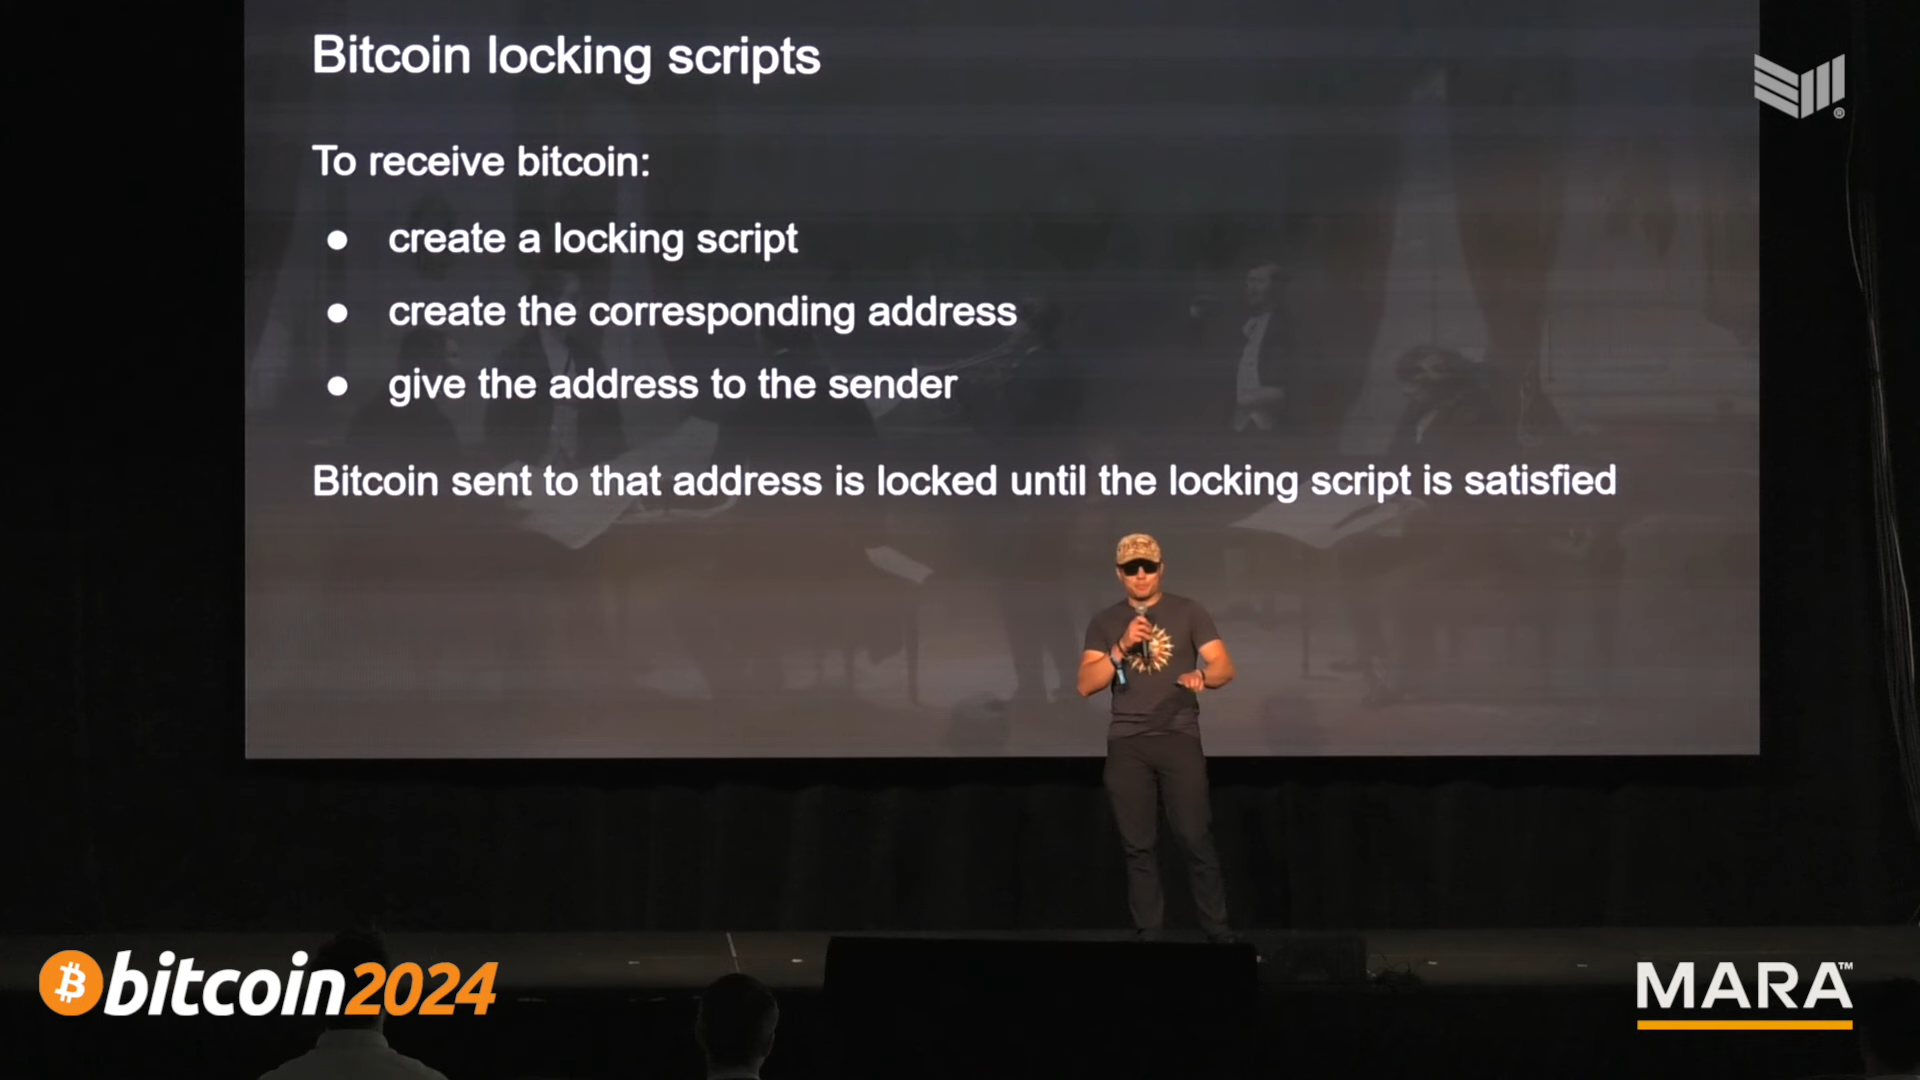 Bitcoin locking scripts
To receive bitcoin:
● create a locking script
● create the corresponding address
● give the address to the sender
Bitcoin sent to that address is locked until the locking script is satisfied
®
bitcoin2024
MARA™